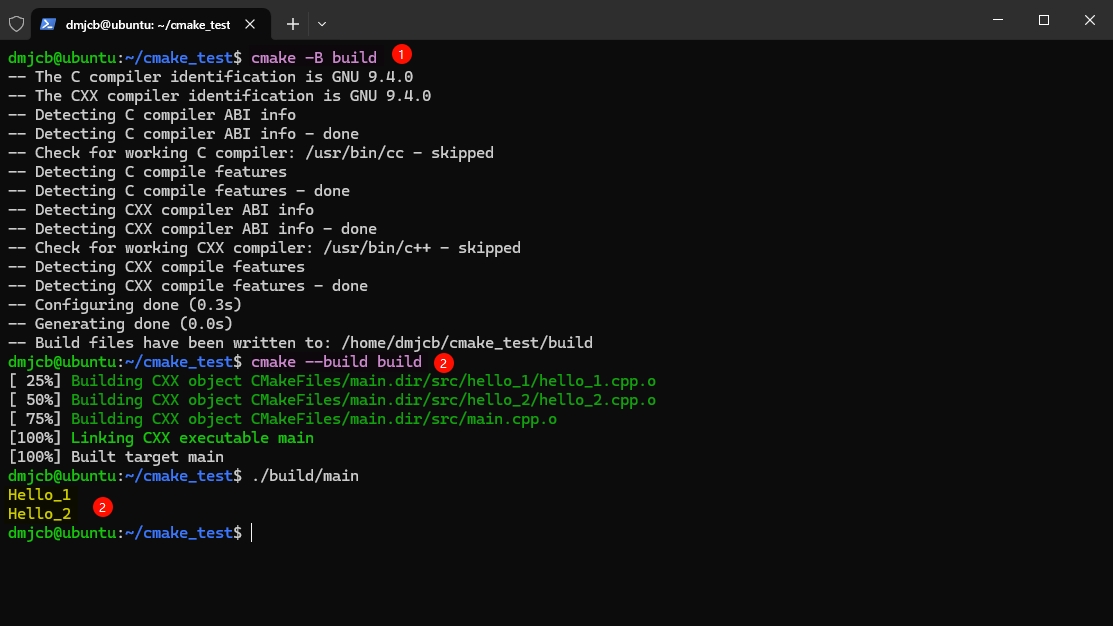 dmjcb@ubuntu: ~/cmake_test
dmjcb@ubuntu:~/cmake_test$ cmake -B build 1
-- The C compiler identification is GNU 9.4.0
-- The CXX compiler identification is GNU 9.4.0
-- Detecting C compiler ABI info
-- Detecting C compiler ABI info - done
-- Check for working C compiler: /usr/bin/cc - skipped
-- Detecting C compile features
-- Detecting C compile features - done
-- Detecting CXX compiler ABI info
-- Detecting CXX compiler ABI info - done
-- Check for working CXX compiler: /usr/bin/c++ - skipped
-- Detecting CXX compile features
-- Detecting CXX compile features - done
-- Configuring done (0.3s)
-- Generating done (0.0s)
-- Build files have been written to: /home/dmjcb/cmake_test/build
dmjcb@ubuntu:~/cmake_test$ cmake --build build 2
[ 25%] Building CXX object CMakeFiles/main.dir/src/hello_1/hello_1.cpp.o
[ 50%] Building CXX object CMakeFiles/main.dir/src/hello_2/hello_2.cpp.o
[ 75%] Building CXX object CMakeFiles/main.dir/src/main.cpp.o
[100%] Linking CXX executable main
[100%] Built target main
dmjcb@ubuntu:~/cmake_test$ ./build/main
Hello_1
Hello_2 2
dmjcb@ubuntu:~/cmake_test$